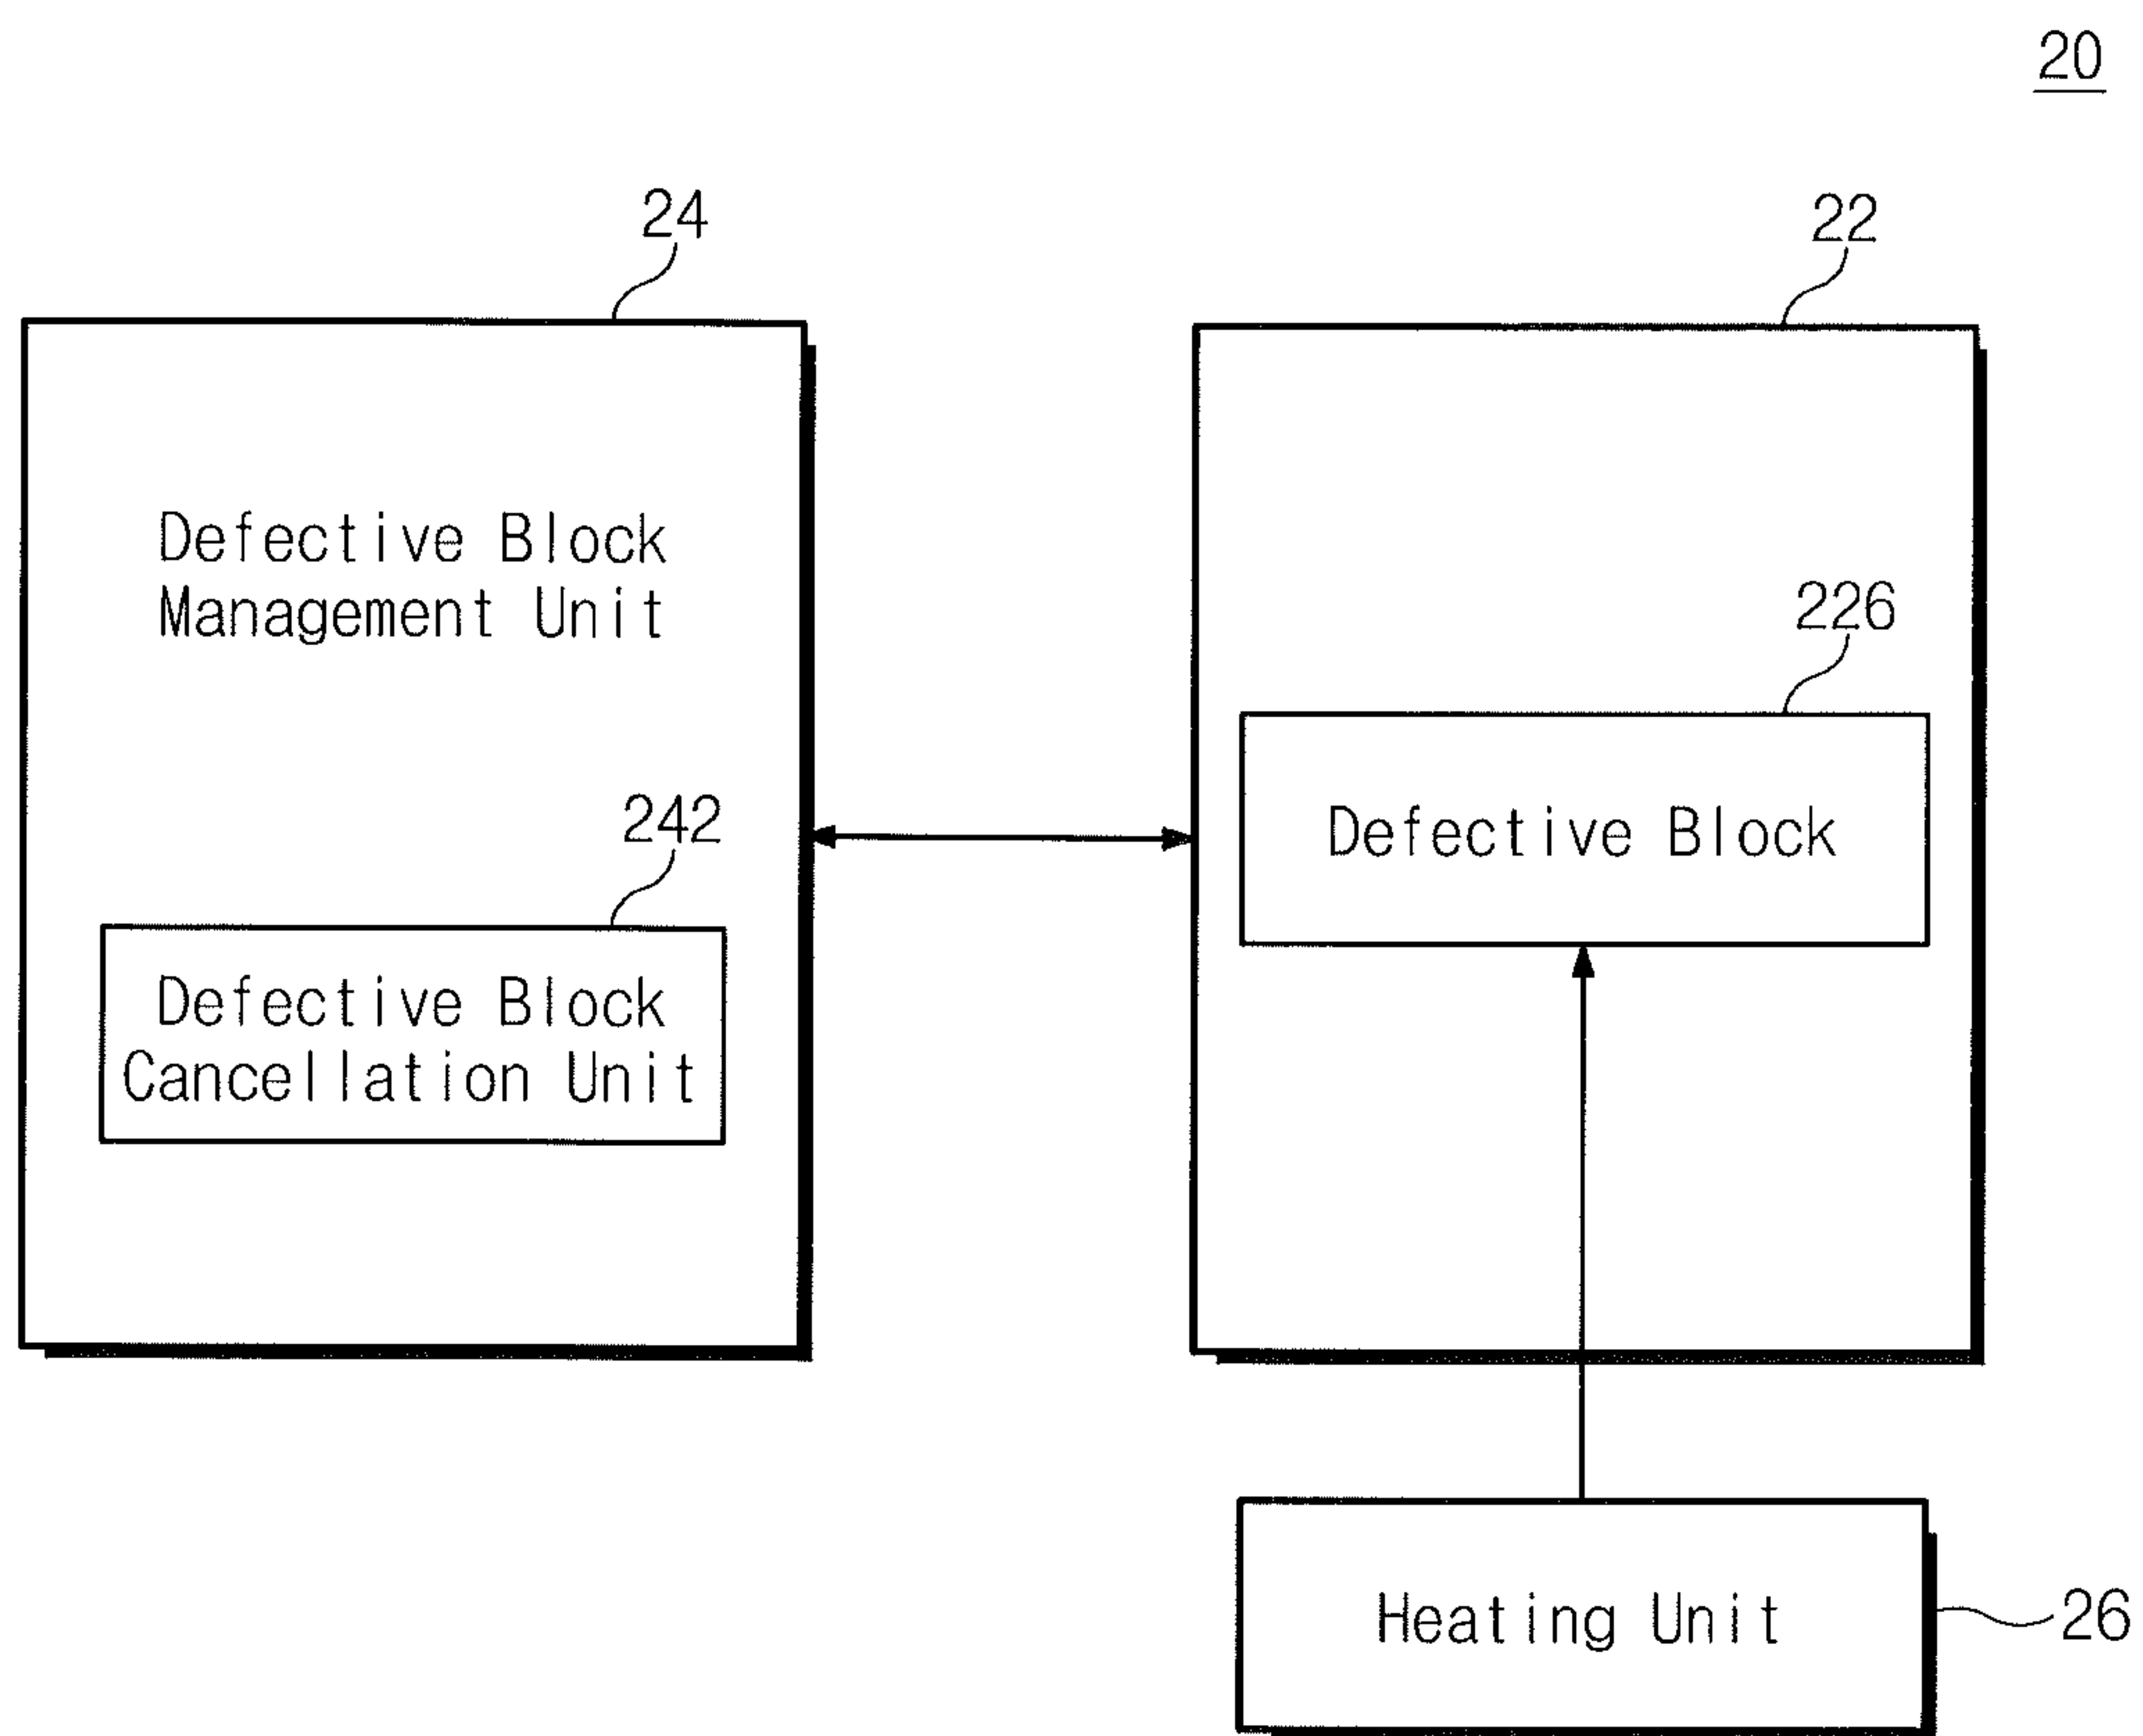 20
24
22
Defective Block
Management Unit
226
Defective Block
242
Defective Block
Cancellation Unit
Heating Unit
26